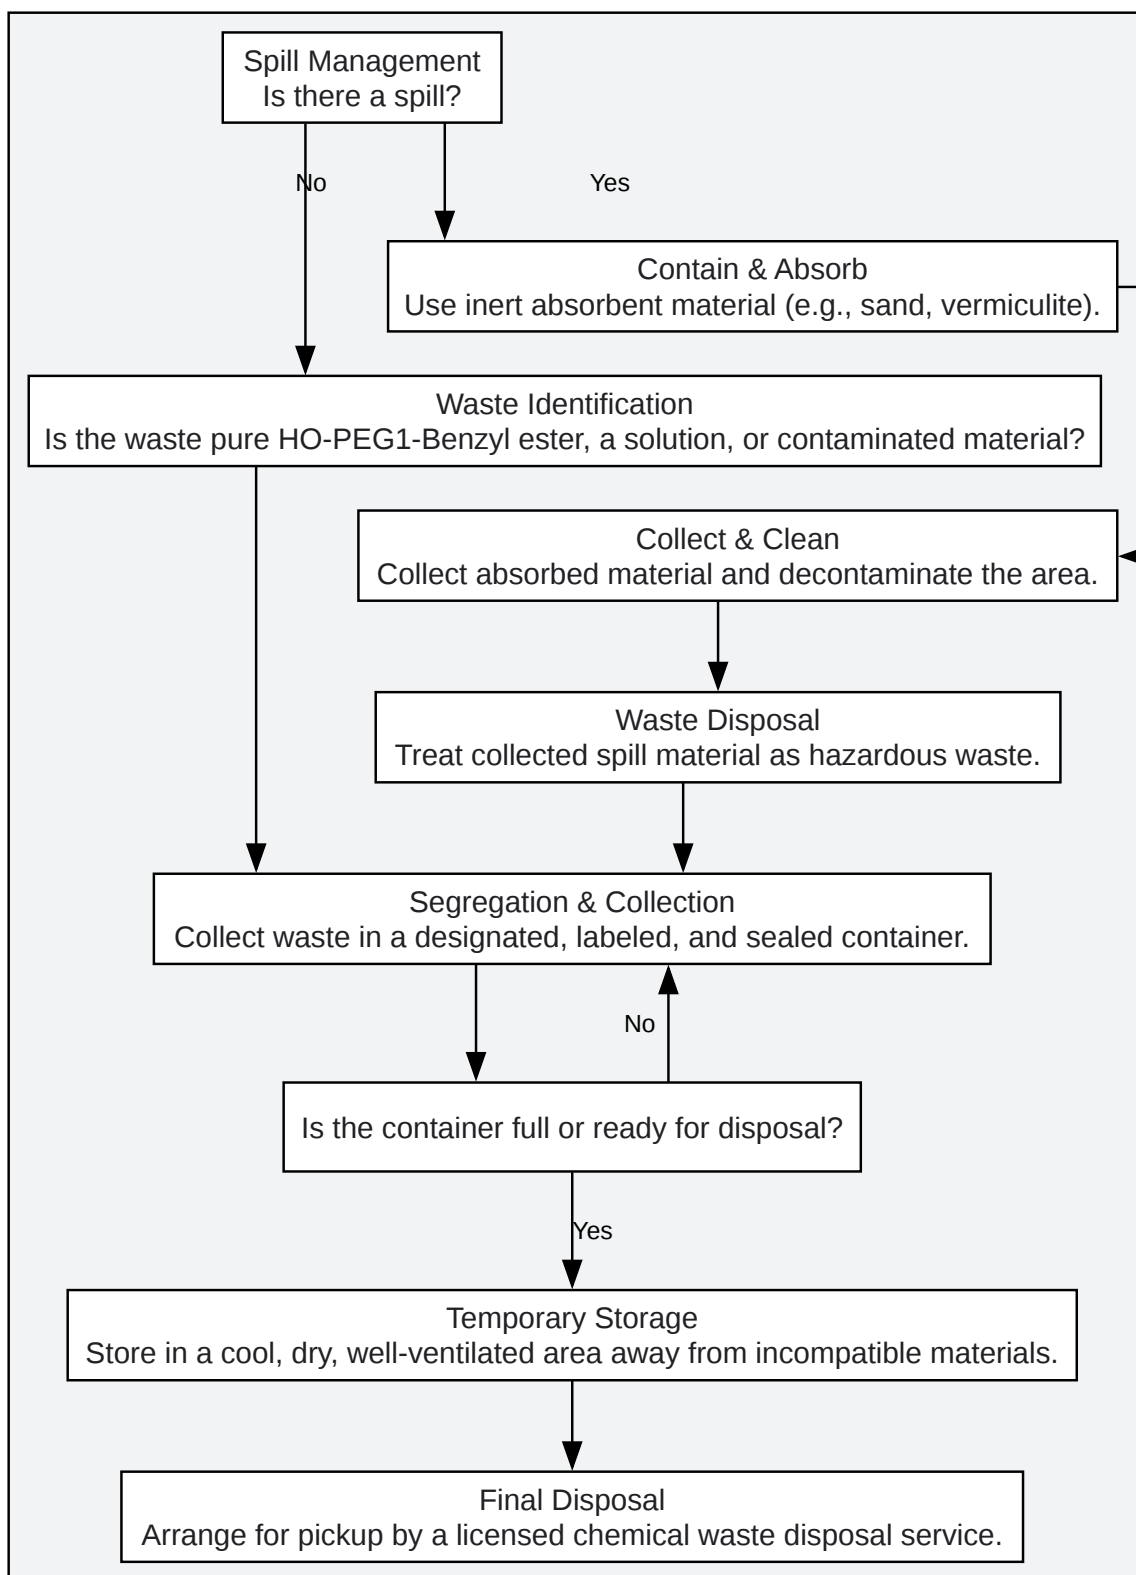 Spill Management
Is there a spill?
No
Yes
Contain & Absorb
Use inert absorbent material (e.g., sand, vermiculite).
Waste Identification
Is the waste pure HO-PEG1-Benzyl ester, a solution, or contaminated material?
Collect & Clean
Collect absorbed material and decontaminate the area.
Waste Disposal
Treat collected spill material as hazardous waste.
Segregation & Collection
Collect waste in a designated, labeled, and sealed container.
No
Is the container full or ready for disposal?
Yes
Temporary Storage
Store in a cool, dry, well-ventilated area away from incompatible materials.
Final Disposal
Arrange for pickup by a licensed chemical waste disposal service.